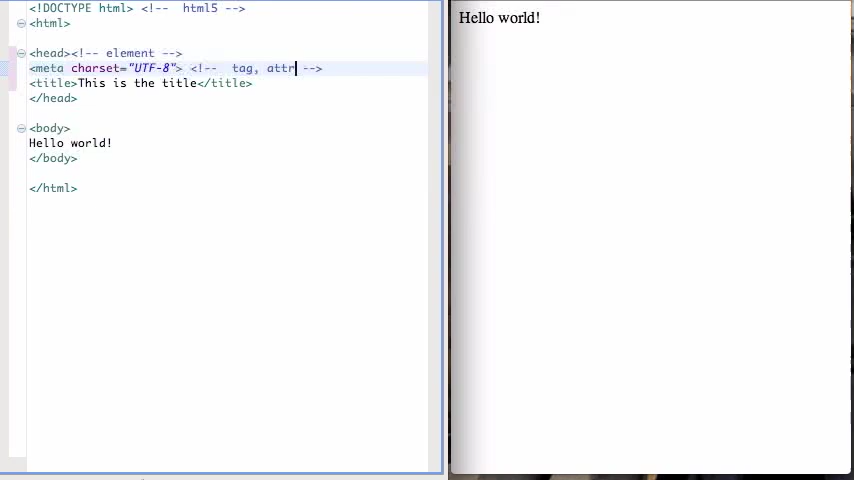 <!DOCTYPE html> <!--  html5 -->
<html>
<head><!-- element -->
<meta charset="UTF-8"> <!--  tag, attr -->
<title>This is the title</title>
</head>
<body>
Hello world!
</body>
</html>
Hello world!